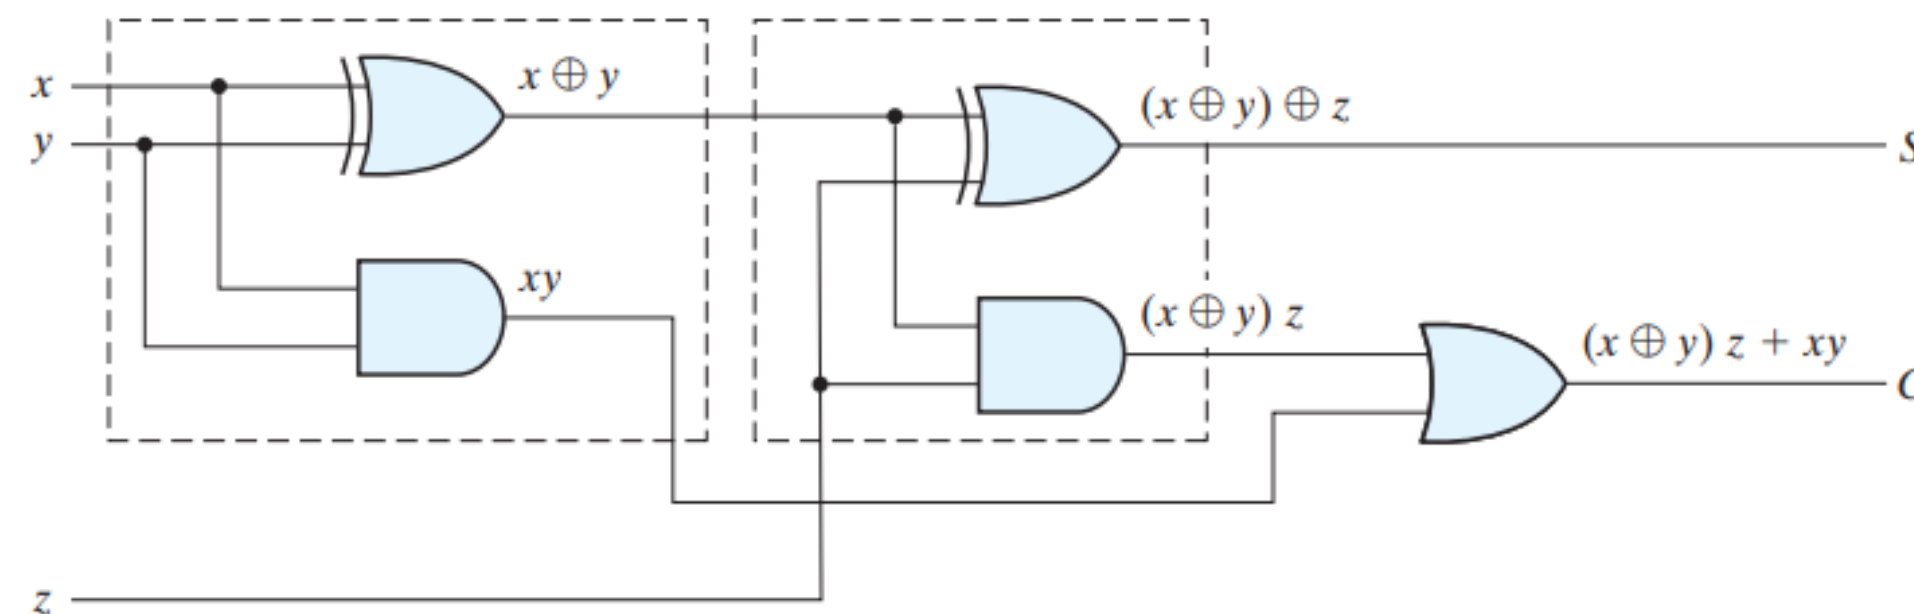 x
y
x ⊕ y
(x ⊕ y) ⊕ z
S
xy
(x ⊕ y) z
(x ⊕ y) z + xy
C
z